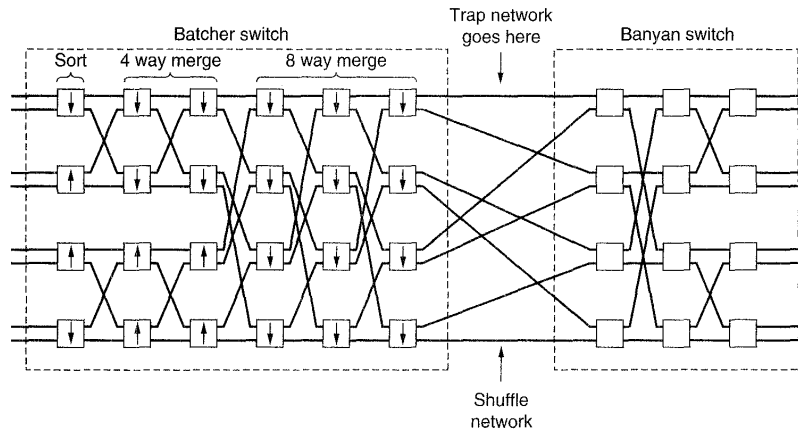 Batcher switch
Trap network
goes here
Banyan switch
Sort
4 way merge
8 way merge
Shuffle
network